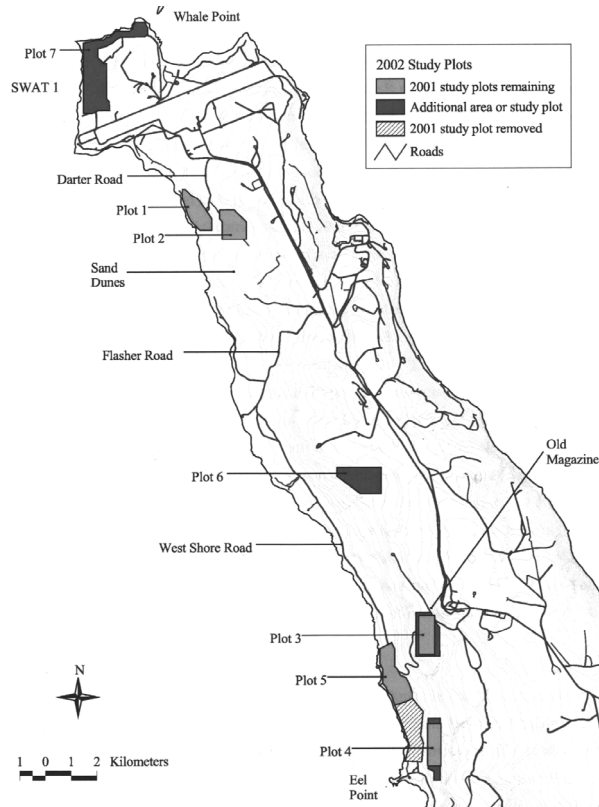 Whale Point
Plot 7
SWAT 1
2002 Study Plots
2001 study plots remaining
Additional area or study plot
2001 study plot removed
Roads
Darter Road
Plot 1
Plot 2
Sand
Dunes
Flasher Road
Old
Magazine
Plot 6
West Shore Road
Plot 3
Plot 5
N
Plot 4
1 0 1 2 Kilometers
Eel
Point